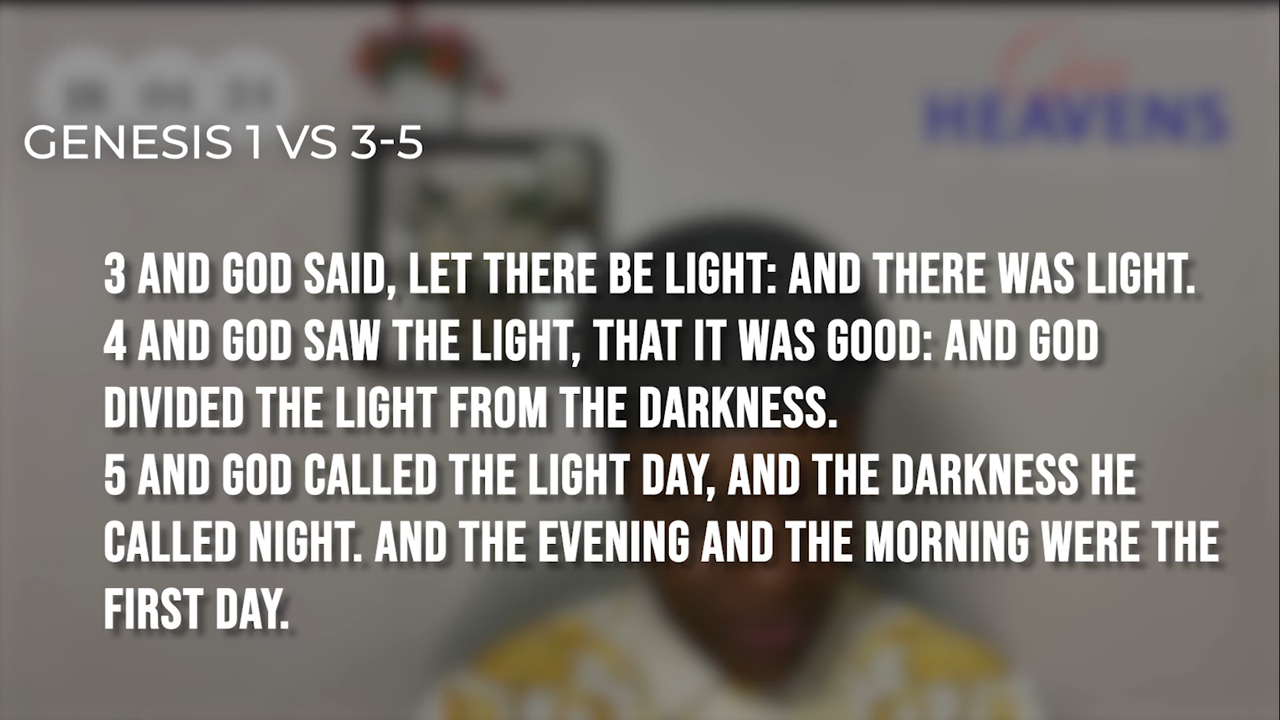 HEAVENS
GENESIS 1 VS 3-5
3 AND GOD SAID, LET THERE BE LIGHT: AND THERE WAS LIGHT.
4 AND GOD SAW THE LIGHT, THAT IT WAS GOOD: AND GOD
DIVIDED THE LIGHT FROM THE DARKNESS.
5 AND GOD CALLED THE LIGHT DAY, AND THE DARKNESS HE
CALLED NIGHT. AND THE EVENING AND THE MORNING WERE THE
FIRST DAY.